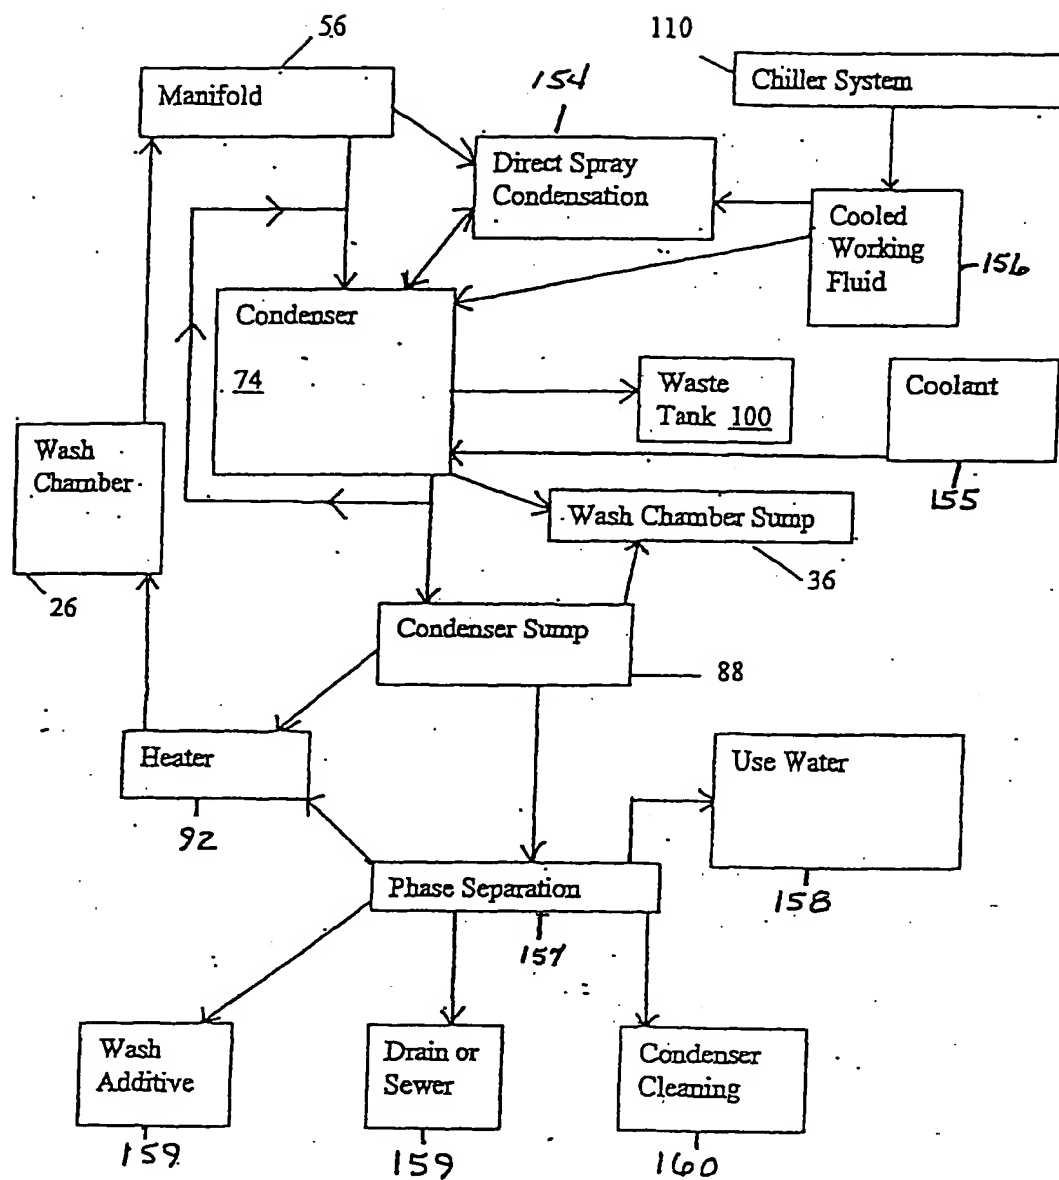 56
110
Manifold
Chiller System
154
Direct Spray
Condensation
Cooled
Working
Fluid
156
Condenser
74
Waste
Tank 100
Coolant
155
Wash
Chamber
26
Wash Chamber Sump
36
Condenser Sump
88
Heater
92
Use Water
158
Phase Separation
157
Wash
Additive
159
Drain or
Sewer
159
Condenser
Cleaning
160